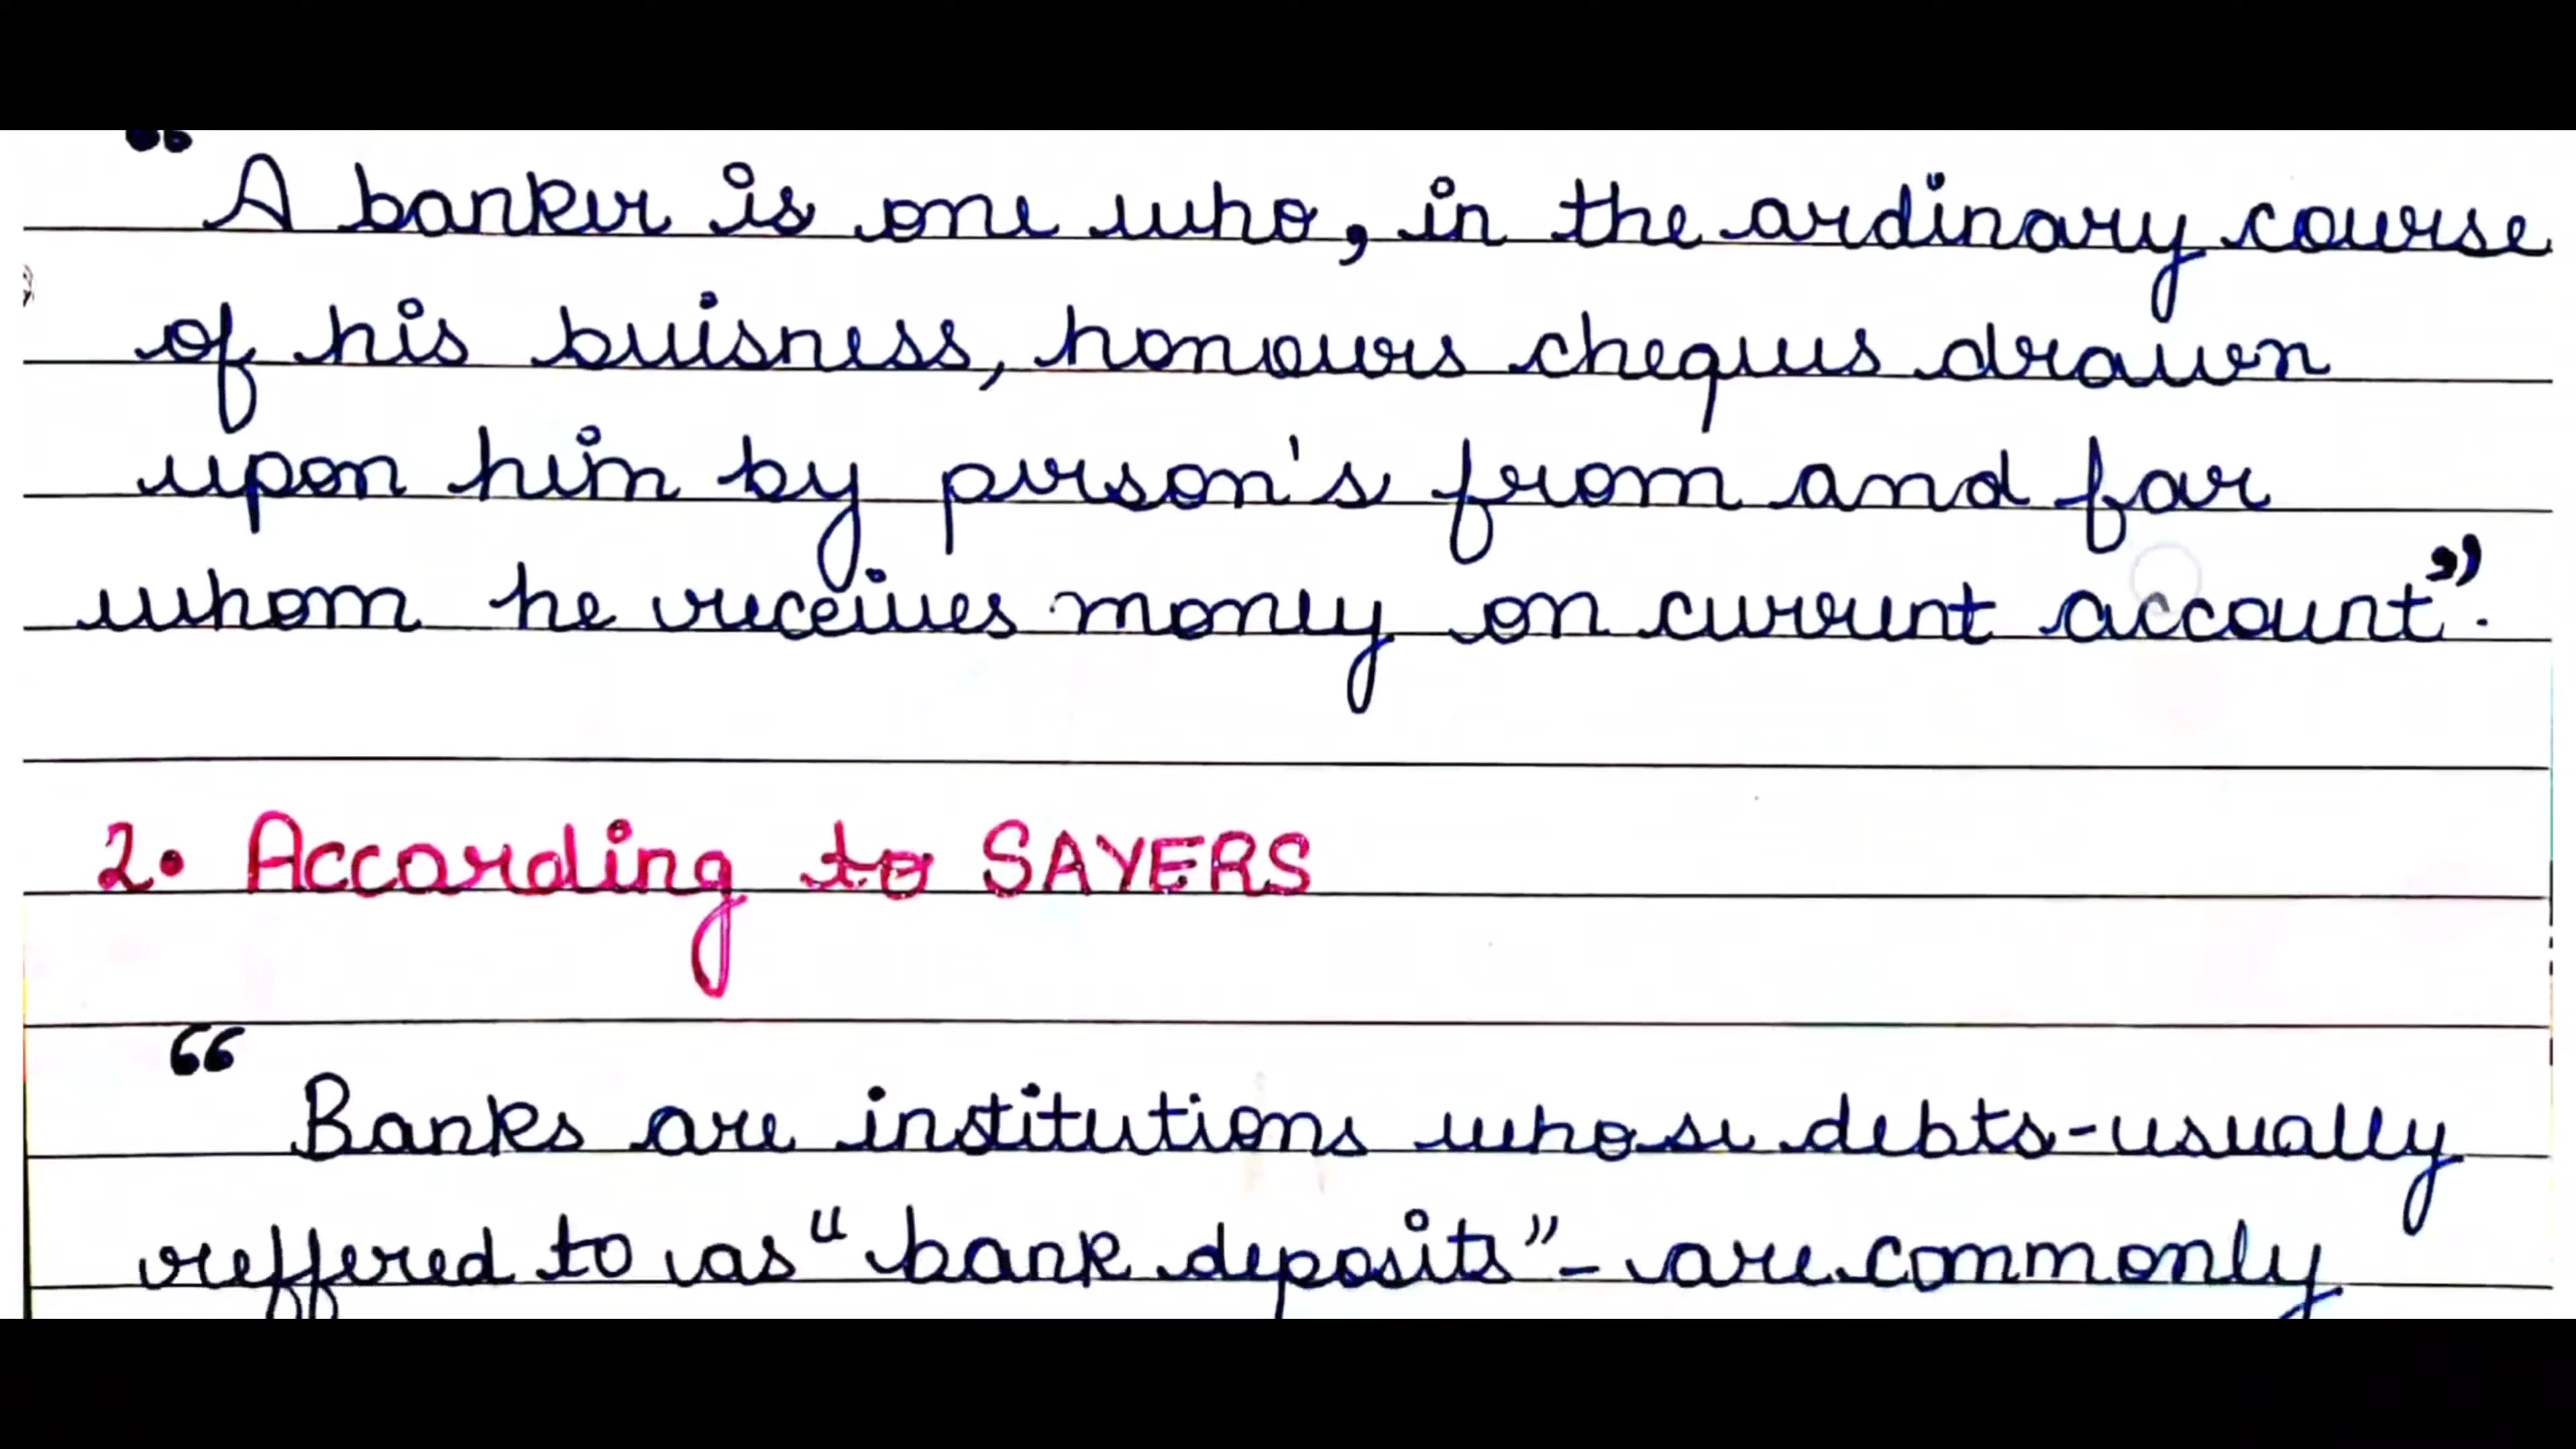 “A banker is one who, in the ordinary course
of his buisness, honours cheques drawn
upon him by person's from and for
whom he receives money on current account”.
2. According to SAYERS
“Banks are institutions whose debts-usually
reffered to as “bank deposits” - are commonly